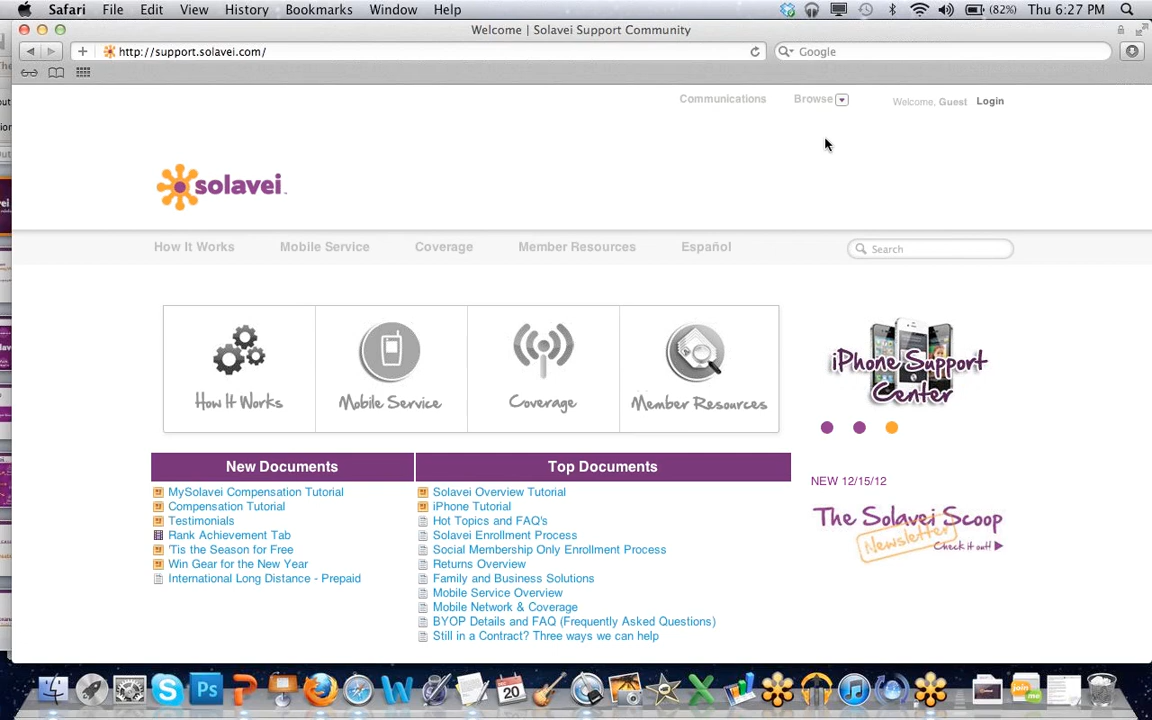 Safari File Edit View History Bookmarks Window Help (82%) Thu 6:27 PM
Welcome | Solavei Support Community
http://support.solavei.com/ Google
Communications Browse Welcome, Guest Login
solavei
How It Works Mobile Service Coverage Member Resources Español Search
How It Works Mobile Service Coverage Member Resources
iPhone Support
Center
New Documents
MySolavei Compensation Tutorial
Compensation Tutorial
Testimonials
Rank Achievement Tab
'Tis the Season for Free
Win Gear for the New Year
International Long Distance - Prepaid
Top Documents
Solavei Overview Tutorial
iPhone Tutorial
Hot Topics and FAQ's
Solavei Enrollment Process
Social Membership Only Enrollment Process
Returns Overview
Family and Business Solutions
Mobile Service Overview
Mobile Network & Coverage
BYOP Details and FAQ (Frequently Asked Questions)
Still in a Contract? Three ways we can help
NEW 12/15/12
The Solavei Scoop
Newsletter
Check it out!
Ps
20
join
me